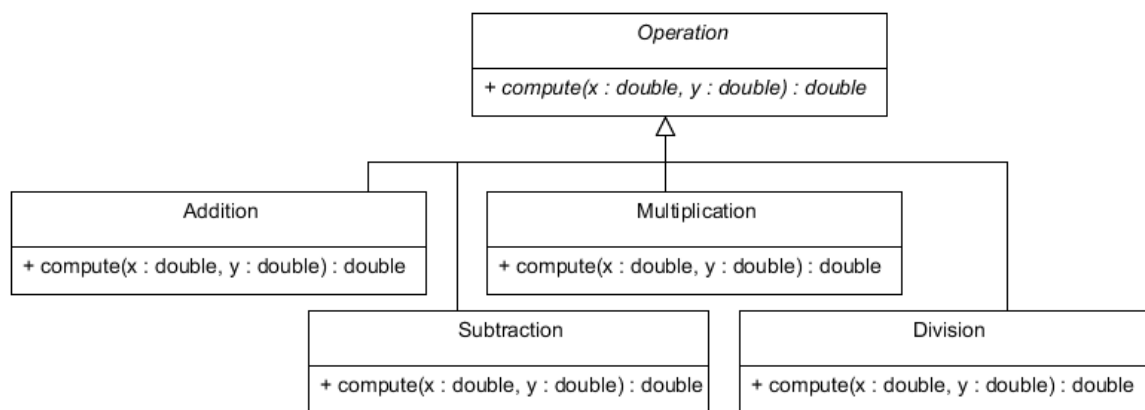 Operation
+ compute(x : double, y : double) : double
Addition
+ compute(x : double, y : double) : double
Multiplication
+ compute(x : double, y : double) : double
Subtraction
+ compute(x : double, y : double) : double
Division
+ compute(x : double, y : double) : double